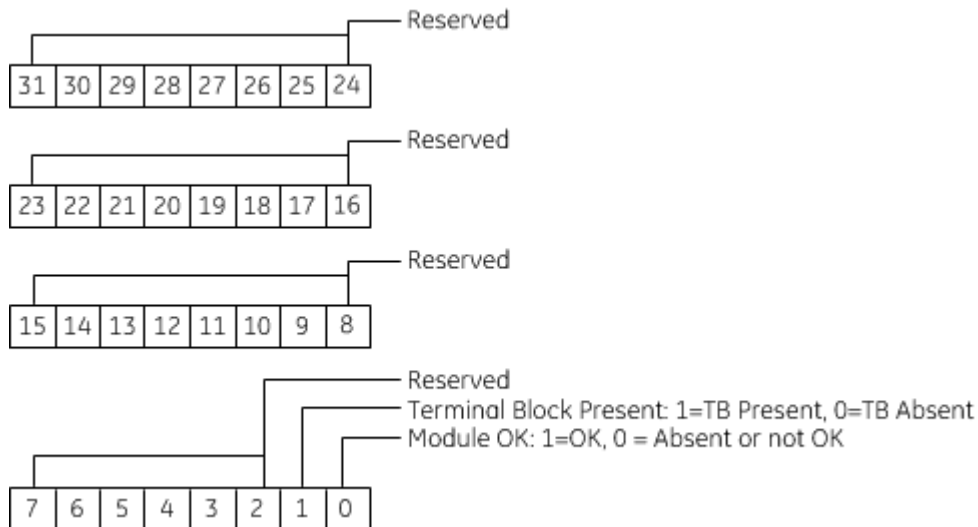 Reserved
31 30 29 28 27 26 25 24
Reserved
23 22 21 20 19 18 17 16
Reserved
15 14 13 12 11 10 9 8
Reserved
Terminal Block Present: 1=TB Present, 0=TB Absent
Module OK: 1=OK, 0 = Absent or not OK
7 6 5 4 3 2 1 0